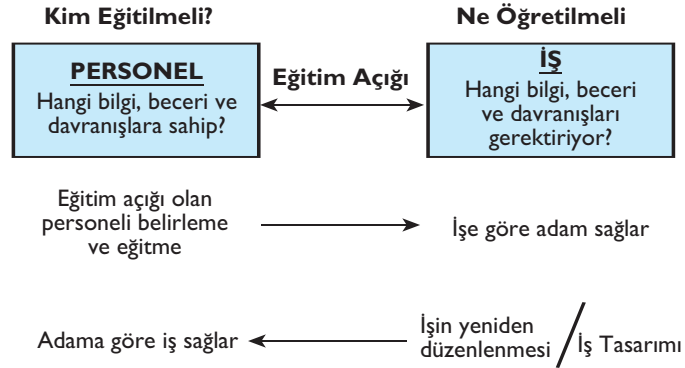 Kim Eğitilmeli?
Ne Öğretilmeli
PERSONEL
Hangi bilgi, beceri ve
davranışlara sahip?
Eğitim Açığı
İŞ
Hangi bilgi, beceri
ve davranışları
gerektiriyor?
Eğitim açığı olan
personeli belirleme
ve eğitme
İşe göre adam sağlar
Adama göre iş sağlar
İşin yeniden
düzenlenmesi
İş Tasarımı